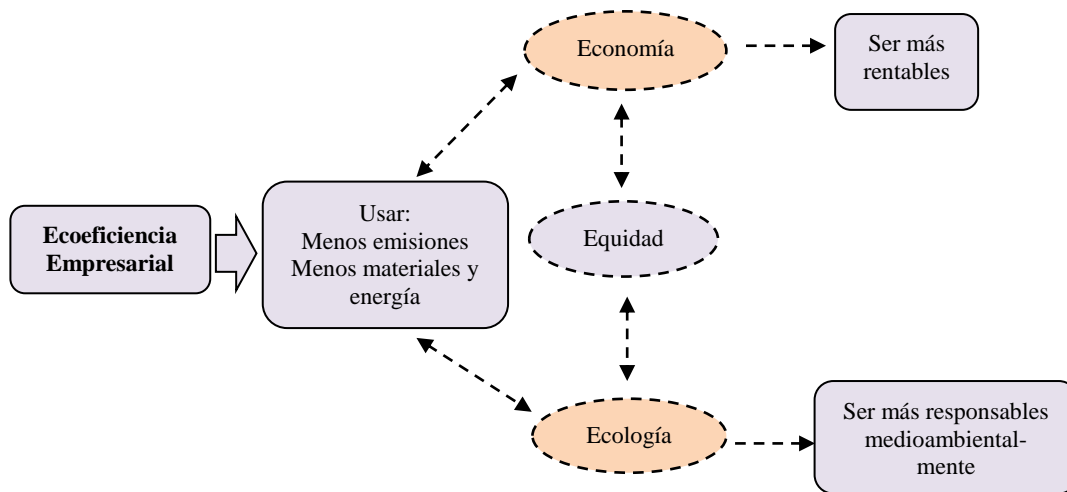 Economía
Ser más
rentables
Ecoeficiencia
Empresarial
Usar:
Menos emisiones
Menos materiales y
energía
Equidad
Ecología
Ser más responsables
medioambiental-
mente